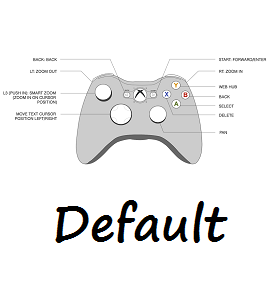 BACK: BACK
START: FORWARD/ENTER
LT: ZOOM OUT
RT: ZOOM IN
Y
WEB HUB
L3 (PUSH IN): SMART ZOOM
(ZOOM IN ON CURSOR
POSITION)
X
B
BACK
A
SELECT
MOVE TEXT CURSOR
POSITION LEFT/RIGHT
DELETE
PAN
Default